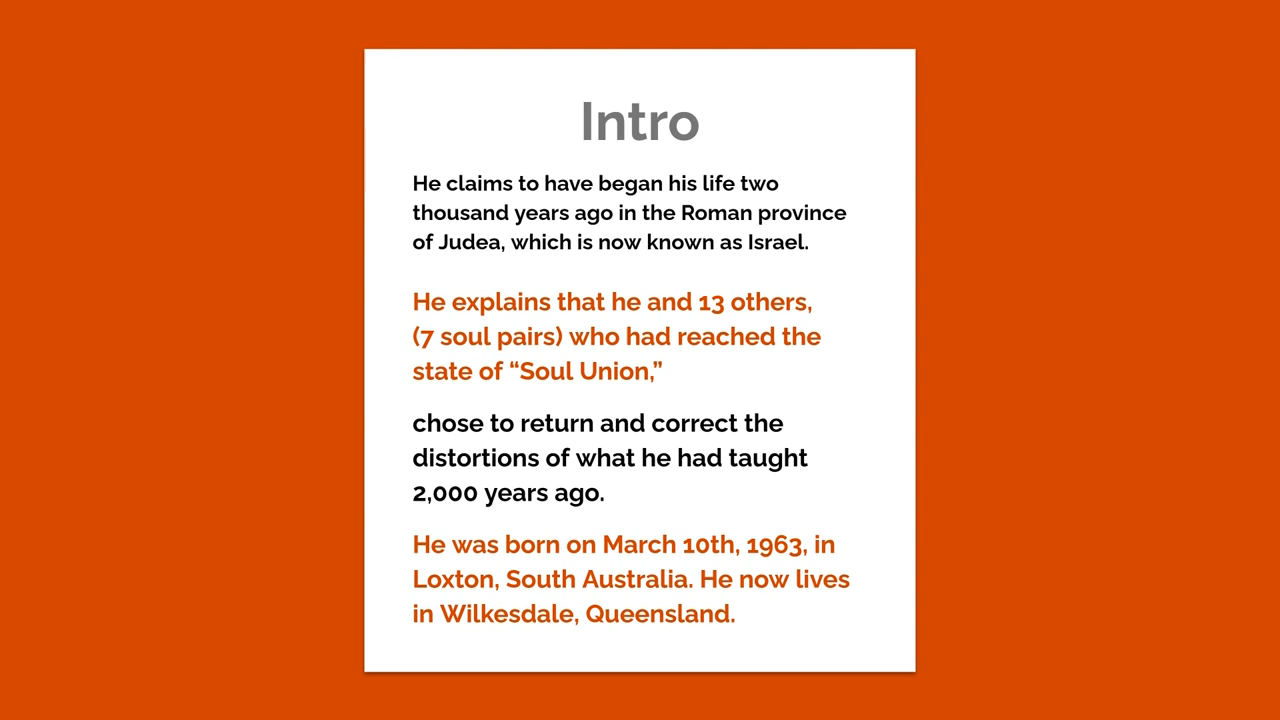 Intro
He claims to have began his life two
thousand years ago in the Roman province
of Judea, which is now known as Israel.
He explains that he and 13 others,
(7 soul pairs) who had reached the
state of “Soul Union,”
chose to return and correct the
distortions of what he had taught
2,000 years ago.
He was born on March 10th, 1963, in
Loxton, South Australia. He now lives
in Wilkesdale, Queensland.